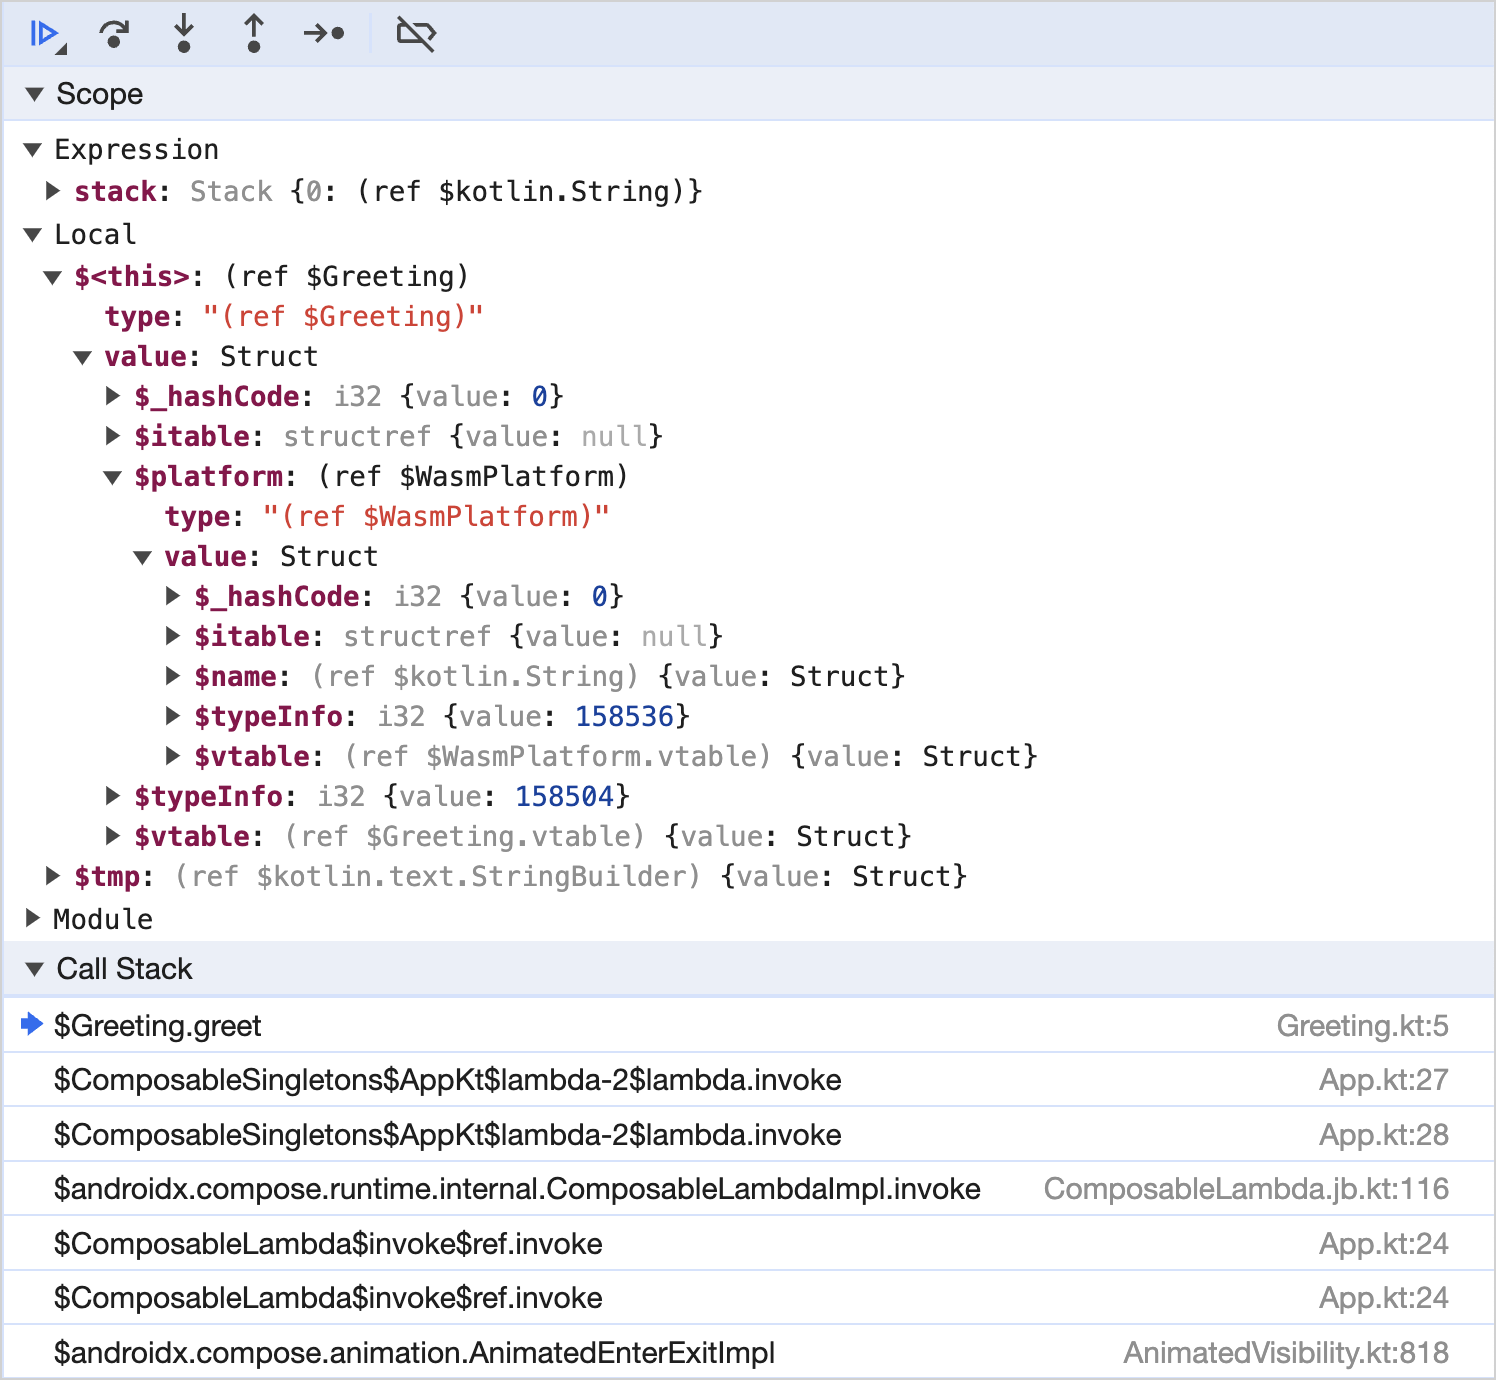 Scope
Expression
stack: Stack {0: (ref $kotlin.String)}
Local
$<this>: (ref $Greeting)
type: "(ref $Greeting)"
value: Struct
$_hashCode: i32 {value: 0}
$itable: structref {value: null}
$platform: (ref $WasmPlatform)
type: "(ref $WasmPlatform)"
value: Struct
$_hashCode: i32 {value: 0}
$itable: structref {value: null}
$name: (ref $kotlin.String) {value: Struct}
$typeInfo: i32 {value: 158536}
$vtable: (ref $WasmPlatform.vtable) {value: Struct}
$typeInfo: i32 {value: 158504}
$vtable: (ref $Greeting.vtable) {value: Struct}
$tmp: (ref $kotlin.text.StringBuilder) {value: Struct}
Module
Call Stack
$Greeting.greet Greeting.kt:5
$ComposableSingletons$AppKt$lambda-2$lambda.invoke App.kt:27
$ComposableSingletons$AppKt$lambda-2$lambda.invoke App.kt:28
$androidx.compose.runtime.internal.ComposableLambdaImpl.invoke ComposableLambda.jb.kt:116
$ComposableLambda$invoke$ref.invoke App.kt:24
$ComposableLambda$invoke$ref.invoke App.kt:24
$androidx.compose.animation.AnimatedEnterExitImpl AnimatedVisibility.kt:818